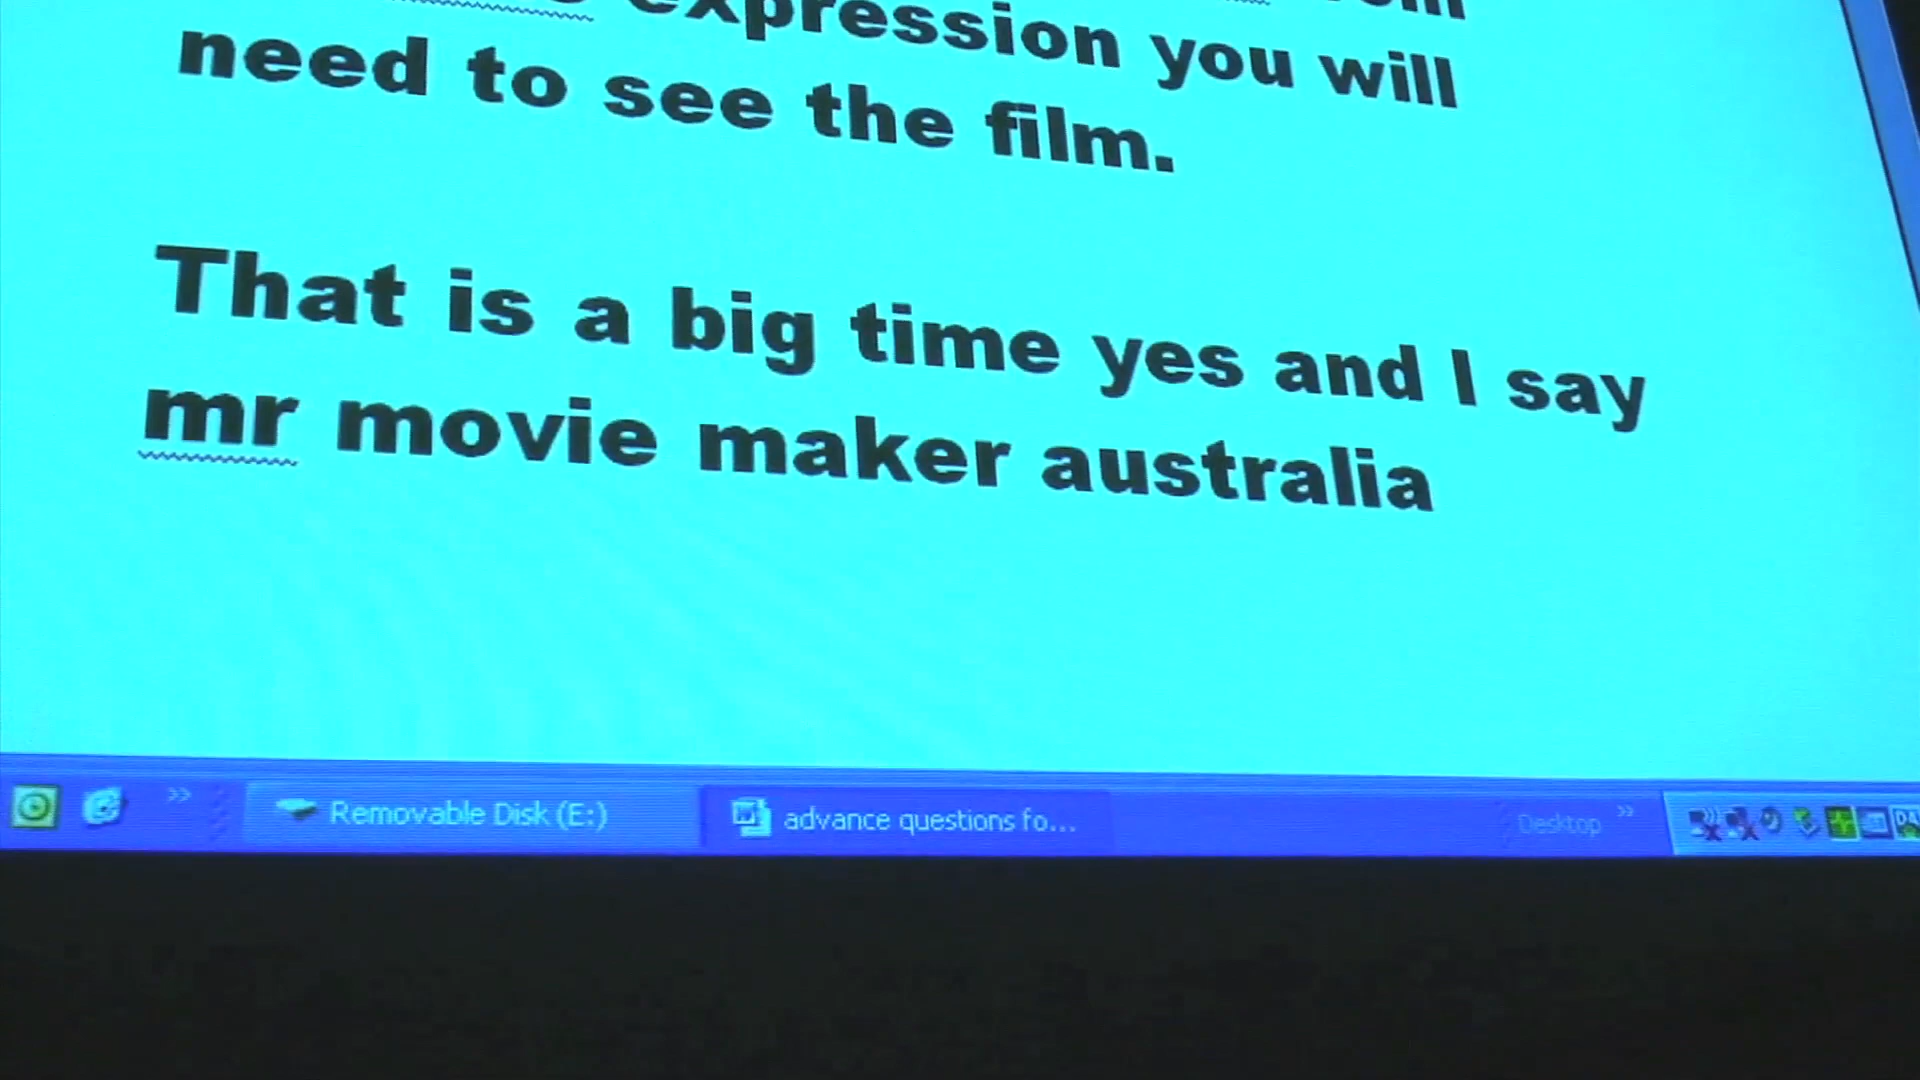 expression you will
need to see the film.
That is a big time yes and I say
mr movie maker australia
Removable Disk (E:)
advance questions fo...
Desktop